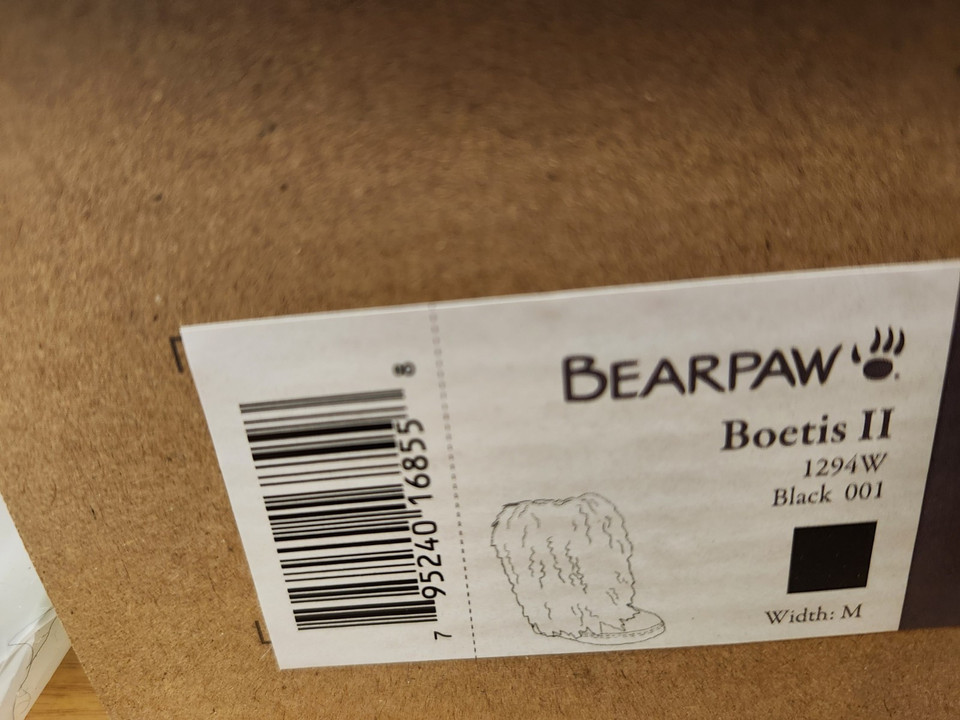 BEARPAW
Boetis II
1294W
Black 001
Width: M
7 95240 16855 8